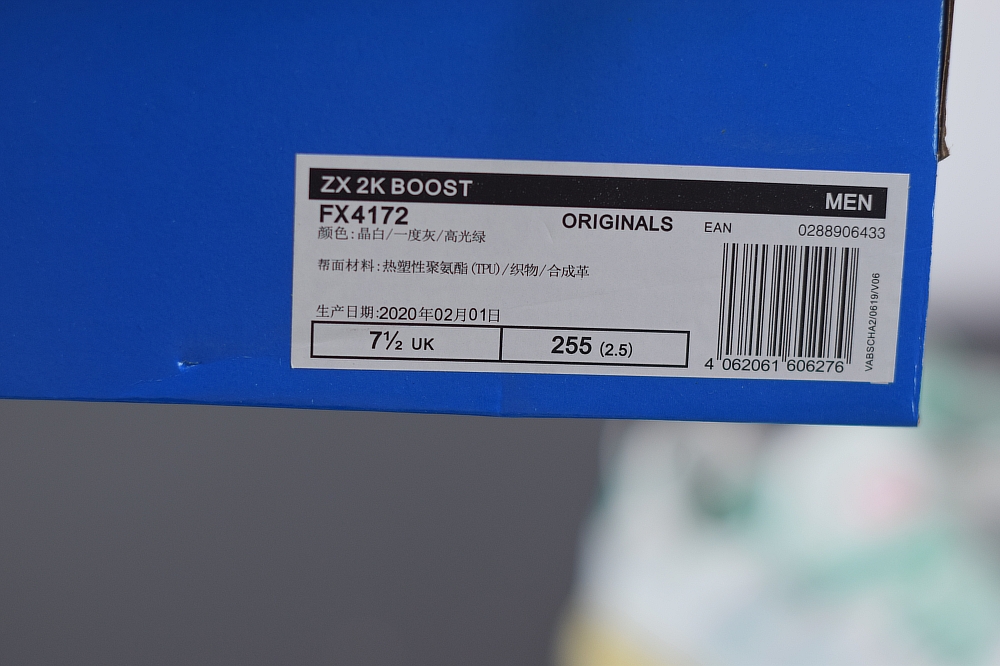 ZX 2K BOOST MEN
FX4172 ORIGINALS EAN 0288906433
颜色:晶白/一度灰/高光绿
帮面材料:热塑性聚氨酯(TPU)/织物/合成革
生产日期:2020年02月01日
7½ UK 255 (2.5)
4 062061 606276
VABSCHA2/0619/V06